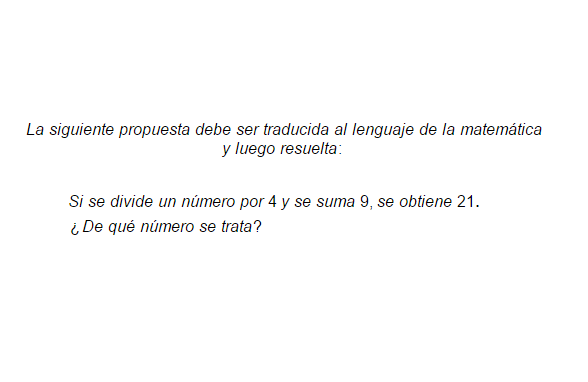 La siguiente propuesta debe ser traducida al lenguaje de la matemática
y luego resuelta:
Si se divide un número por 4 y se suma 9, se obtiene 21.
¿ De qué número se trata?